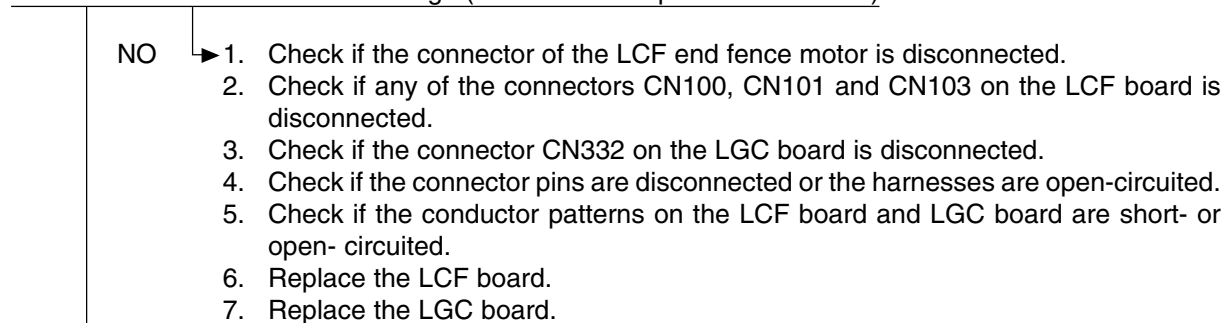 NO 1. Check if the connector of the LCF end fence motor is disconnected.
2. Check if any of the connectors CN100, CN101 and CN103 on the LCF board is
disconnected.
3. Check if the connector CN332 on the LGC board is disconnected.
4. Check if the connector pins are disconnected or the harnesses are open-circuited.
5. Check if the conductor patterns on the LCF board and LGC board are short- or
open- circuited.
6. Replace the LCF board.
7. Replace the LGC board.